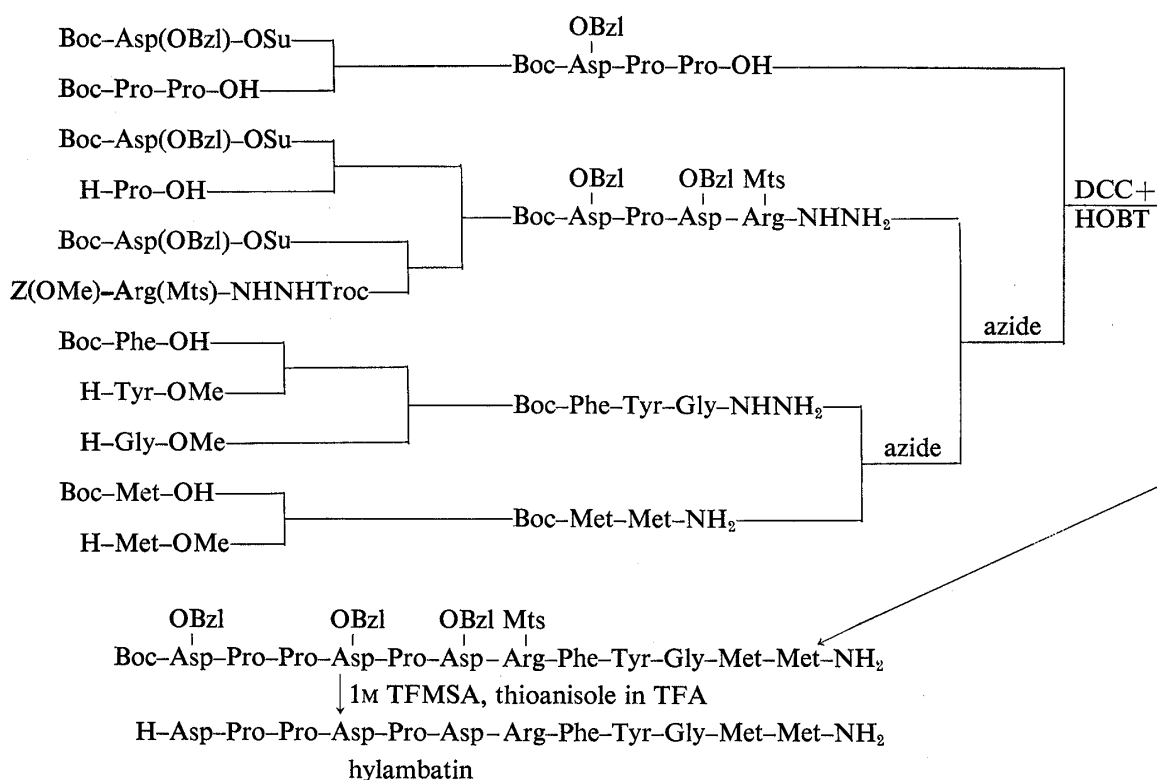 Boc–Asp(OBzl)–OSu
Boc–Pro–Pro–OH
OBzl
Boc–Asp–Pro–Pro–OH
Boc–Asp(OBzl)–OSu
H–Pro–OH
Boc–Asp(OBzl)–OSu
Z(OMe)–Arg(Mts)–NHNHTroc
OBzl OBzl Mts
Boc–Asp–Pro–Asp–Arg–NHNH₂
DCC+
HOBT
Boc–Phe–OH
H–Tyr–OMe
H–Gly–OMe
Boc–Phe–Tyr–Gly–NHNH₂
azide
azide
Boc–Met–OH
H–Met–OMe
Boc–Met–Met–NH₂
OBzl OBzl OBzl Mts
Boc–Asp–Pro–Pro–Asp–Pro–Asp–Arg–Phe–Tyr–Gly–Met–Met–NH₂
1M TFMSA, thioanisole in TFA
H–Asp–Pro–Pro–Asp–Pro–Asp–Arg–Phe–Tyr–Gly–Met–Met–NH₂
hylambatin